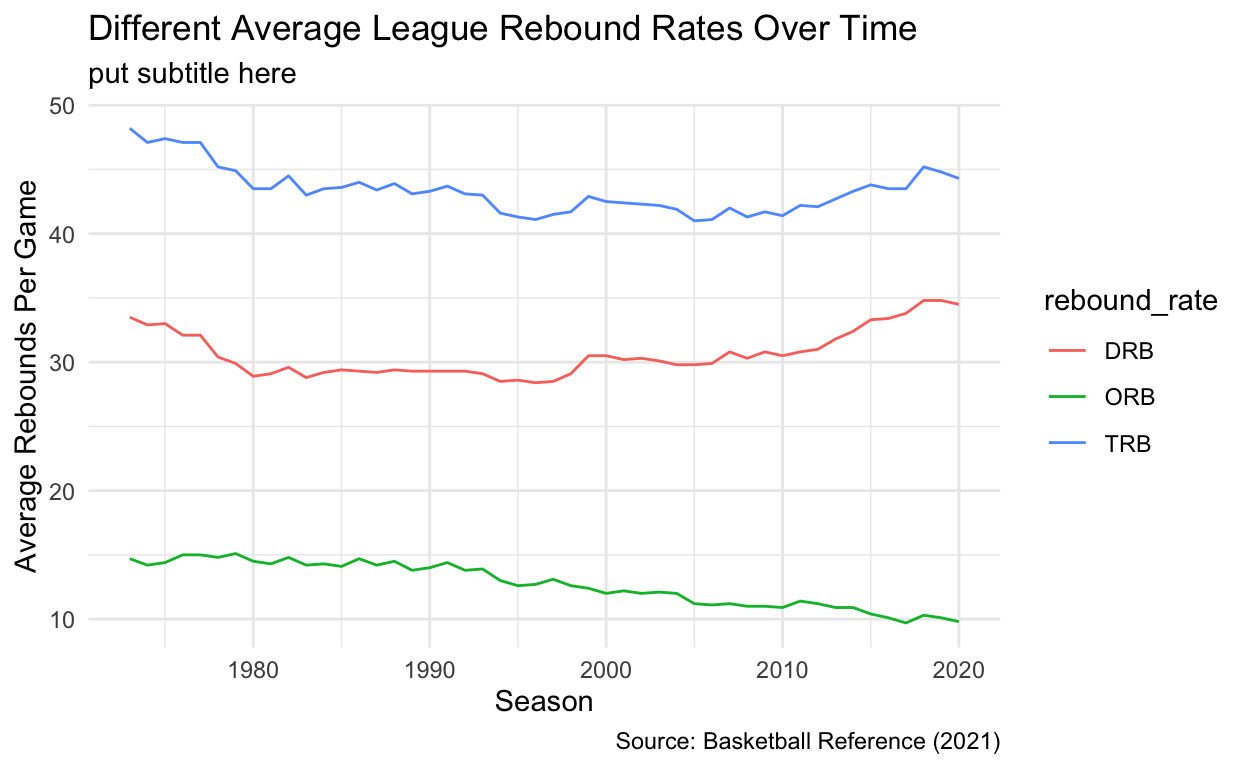 Different Average League Rebound Rates Over Time
put subtitle here
Average Rebounds Per Game
50
40
30
20
10
1980 1990 2000 2010 2020
Season
rebound_rate
DRB
ORB
TRB
Source: Basketball Reference (2021)